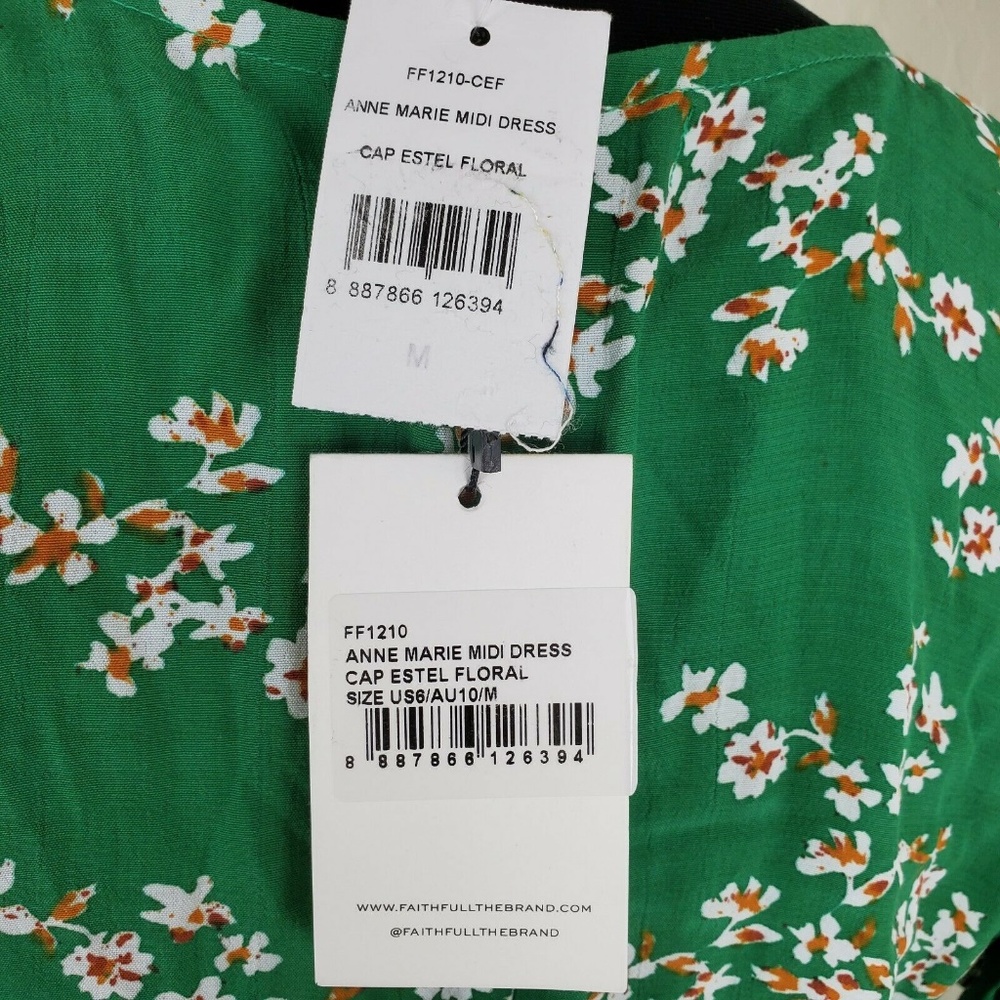 FF1210-CEF
ANNE MARIE MIDI DRESS
CAP ESTEL FLORAL
8 887866 126394
M
FF1210
ANNE MARIE MIDI DRESS
CAP ESTEL FLORAL
SIZE US6/AU10/M
8 887866 126394
WWW.FAITHFULLTHEBRAND.COM
@FAITHFULLTHEBRAND